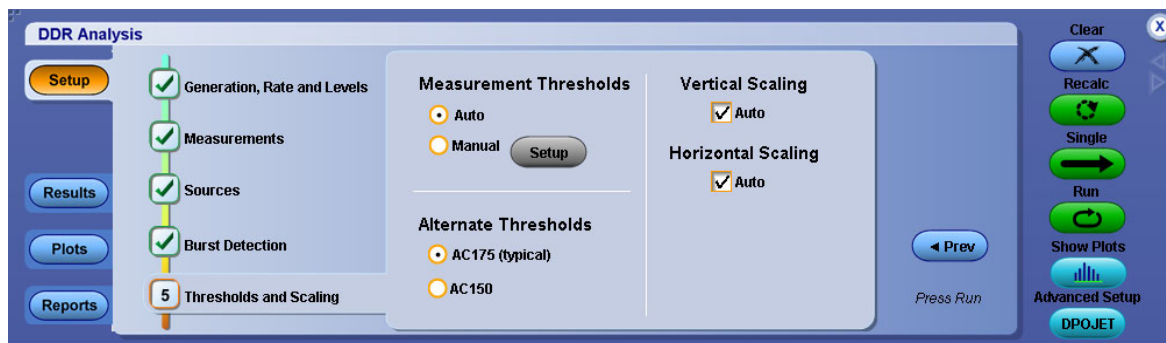 DDR Analysis
Setup
Results
Plots
Reports
Generation, Rate and Levels
Measurements
Sources
Burst Detection
5 Thresholds and Scaling
Measurement Thresholds
Auto
Manual
Setup
Alternate Thresholds
AC175 (typical)
AC150
Vertical Scaling
Auto
Horizontal Scaling
Auto
◄ Prev
Press Run
X
Clear
Recalc
Single
Run
Show Plots
Advanced Setup
DPOJET